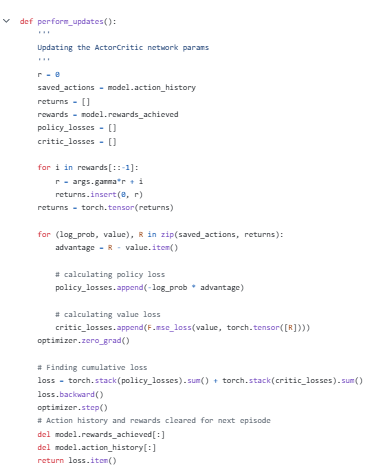 def perform_updates():
    '''
    Updating the ActorCritic network params
    '''
    r = 0
    saved_actions = model.action_history
    returns = []
    rewards = model.rewards_achieved
    policy_losses = []
    critic_losses = []

    for i in rewards[::-1]:
        r = args.gamma*r + i
        returns.insert(0, r)
    returns = torch.tensor(returns)

    for (log_prob, value), R in zip(saved_actions, returns):
        advantage = R - value.item()

        # calculating policy loss
        policy_losses.append(-log_prob * advantage)

        # calculating value loss
        critic_losses.append(F.mse_loss(value, torch.tensor([R])))
    optimizer.zero_grad()

    # Finding cumulative loss
    loss = torch.stack(policy_losses).sum() + torch.stack(critic_losses).sum()
    loss.backward()
    optimizer.step()
    # Action history and rewards cleared for next episode
    del model.rewards_achieved[:]
    del model.action_history[:]
    return loss.item()